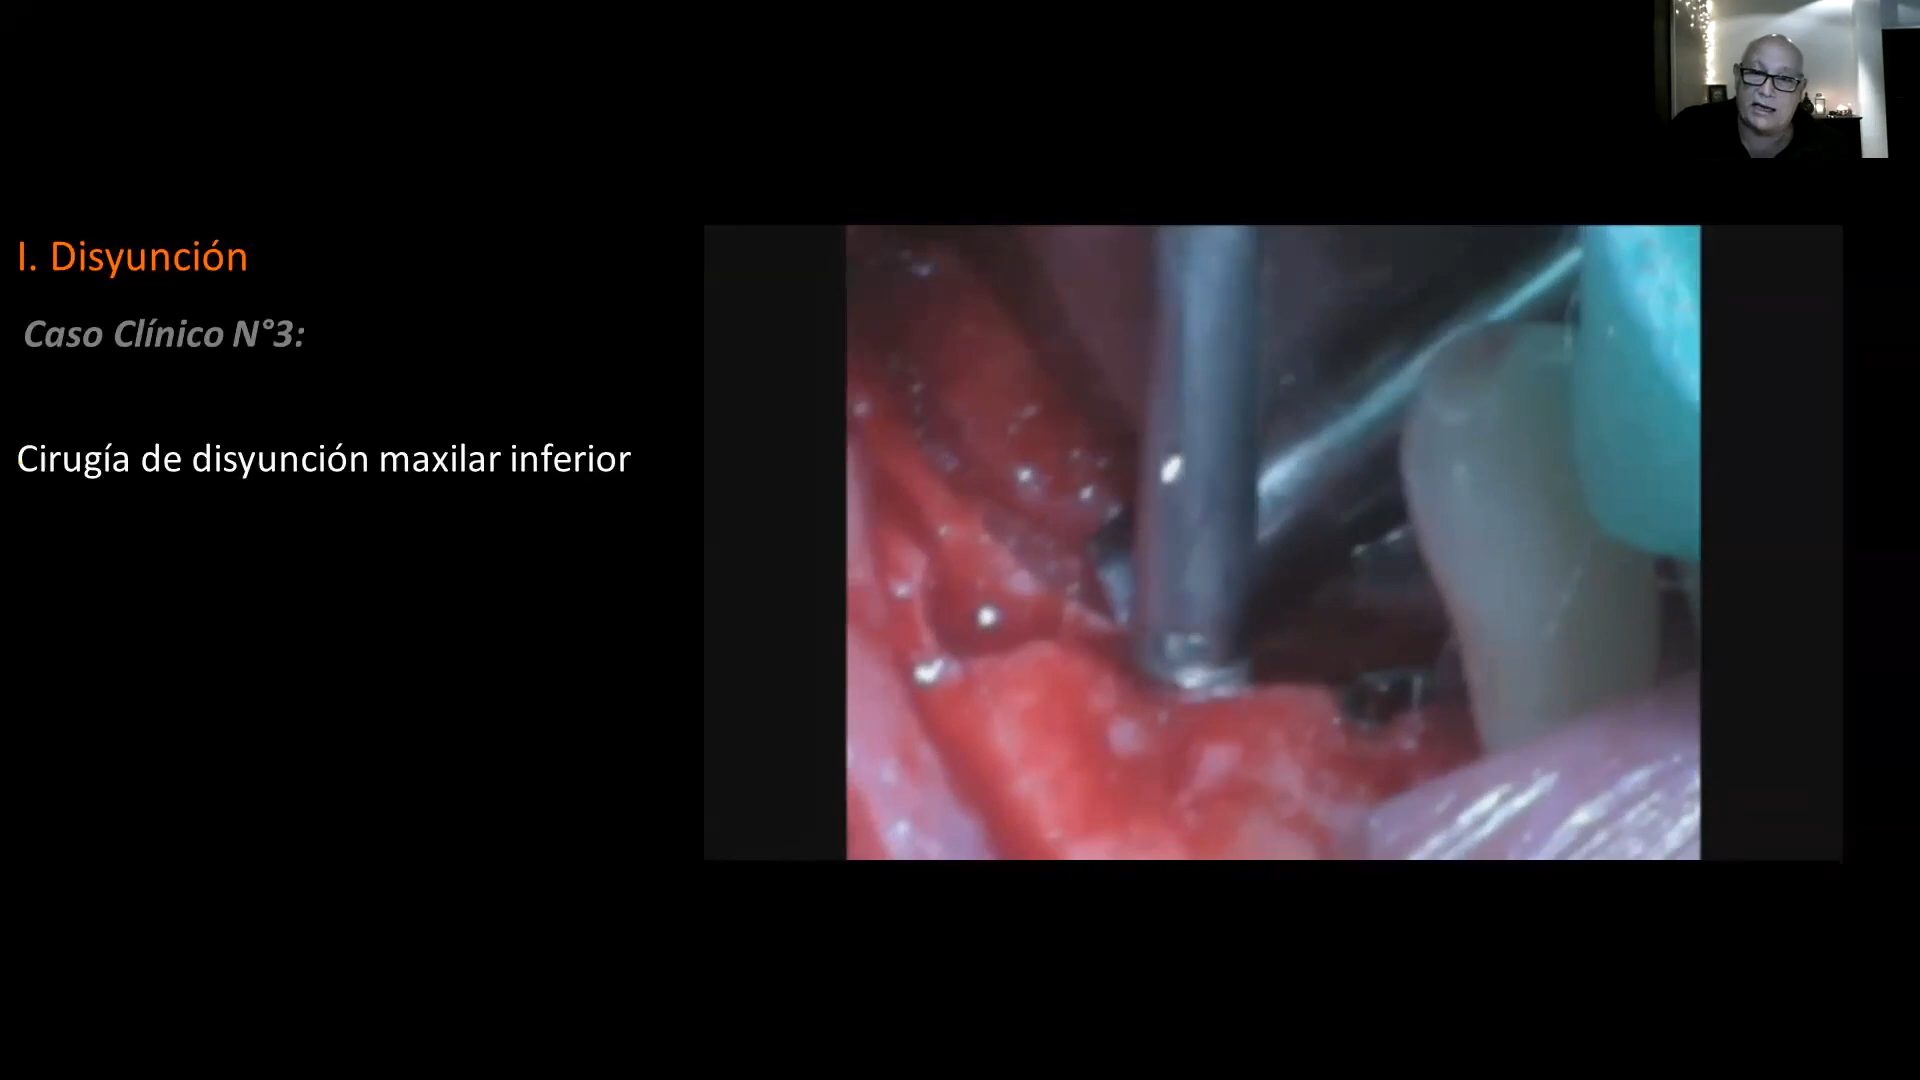 I. Disyunción
Caso Clínico N°3:
Cirugía de disyunción maxilar inferior